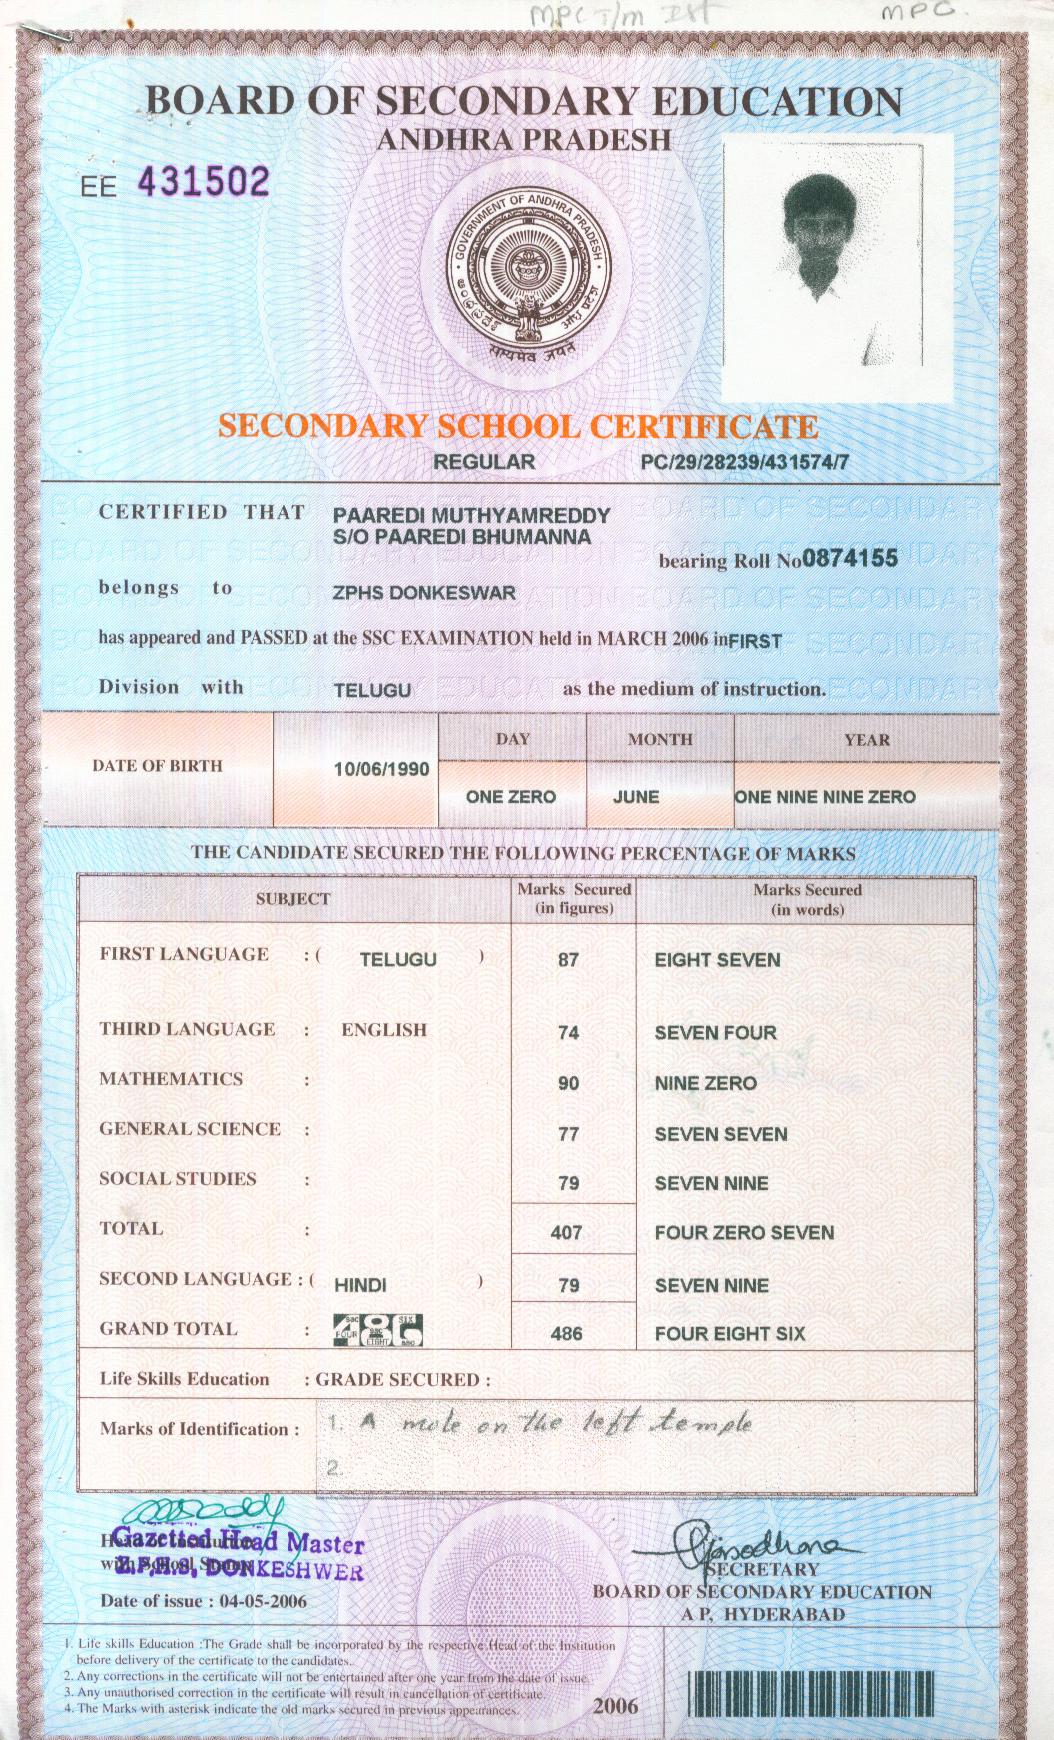 MPC T/m Ist MPC.
BOARD OF SECONDARY EDUCATION
ANDHRA PRADESH
EE 431502
GOVERNMENT OF ANDHRA PRADESH
सत्यमेव जयते
SECONDARY SCHOOL CERTIFICATE
REGULAR PC/29/28239/431574/7
CERTIFIED THAT PAAREDI MUTHYAMREDDY
S/O PAAREDI BHUMANNA
bearing Roll No 0874155
belongs to ZPHS DONKESWAR
has appeared and PASSED at the SSC EXAMINATION held in MARCH 2006 in FIRST
Division with TELUGU as the medium of instruction.
DAY MONTH YEAR
DATE OF BIRTH 10/06/1990
ONE ZERO JUNE ONE NINE NINE ZERO
THE CANDIDATE SECURED THE FOLLOWING PERCENTAGE OF MARKS
SUBJECT Marks Secured (in figures) Marks Secured (in words)
FIRST LANGUAGE : ( TELUGU ) 87 EIGHT SEVEN
THIRD LANGUAGE : ENGLISH 74 SEVEN FOUR
MATHEMATICS : 90 NINE ZERO
GENERAL SCIENCE : 77 SEVEN SEVEN
SOCIAL STUDIES : 79 SEVEN NINE
TOTAL : 407 FOUR ZERO SEVEN
SECOND LANGUAGE : ( HINDI ) 79 SEVEN NINE
GRAND TOTAL : 486 486 FOUR EIGHT SIX
Life Skills Education : GRADE SECURED :
Marks of Identification : 1. A mole on the left temple
2.
Gazetted Head Master
Z.P.H.S. DONKESHWER
Date of issue : 04-05-2006
SECRETARY
BOARD OF SECONDARY EDUCATION
A P, HYDERABAD
1. Life skills Education :The Grade shall be incorporated by the respective Head of the Institution
before delivery of the certificate to the candidates..
2. Any corrections in the certificate will not be entertained after one year from the date of issue.
3. Any unauthorised correction in the certificate will result in cancellation of certificate.
4. The Marks with asterisk indicate the old marks secured in previous appearances.
2006